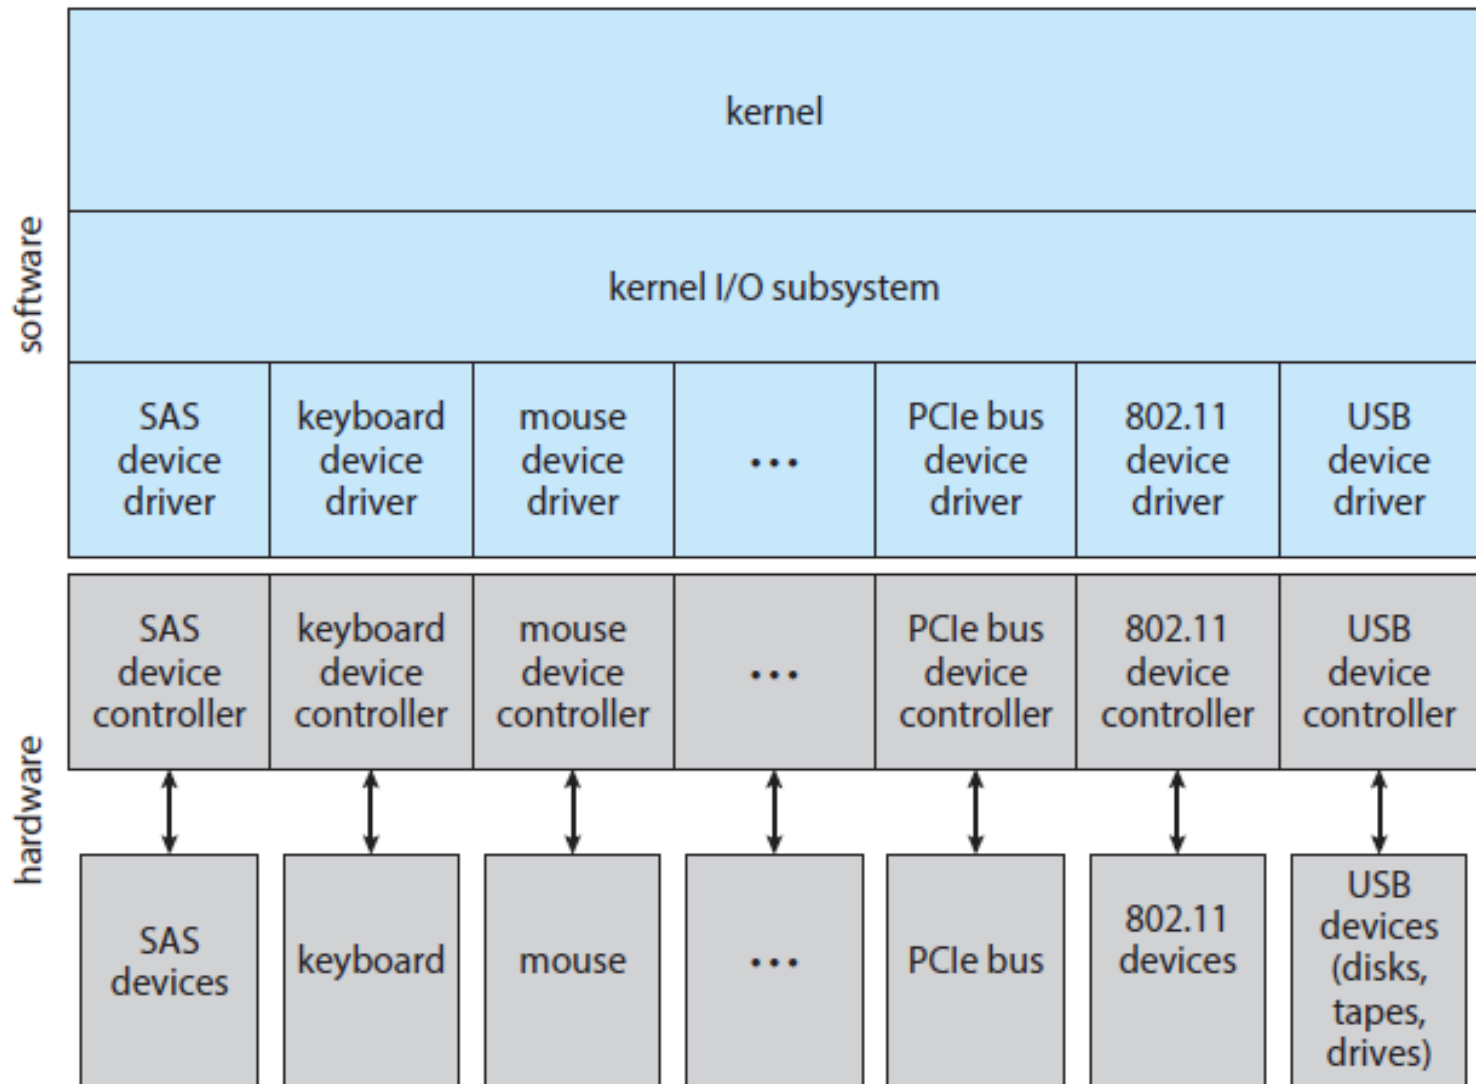 kernel
software
kernel I/O subsystem
SAS
device
driver
keyboard
device
driver
mouse
device
driver
...
PCIe bus
device
driver
802.11
device
driver
USB
device
driver
hardware
SAS
device
controller
keyboard
device
controller
mouse
device
controller
...
PCIe bus
device
controller
802.11
device
controller
USB
device
controller
SAS
devices
keyboard
mouse
...
PCIe bus
802.11
devices
USB
devices
(disks,
tapes,
drives)